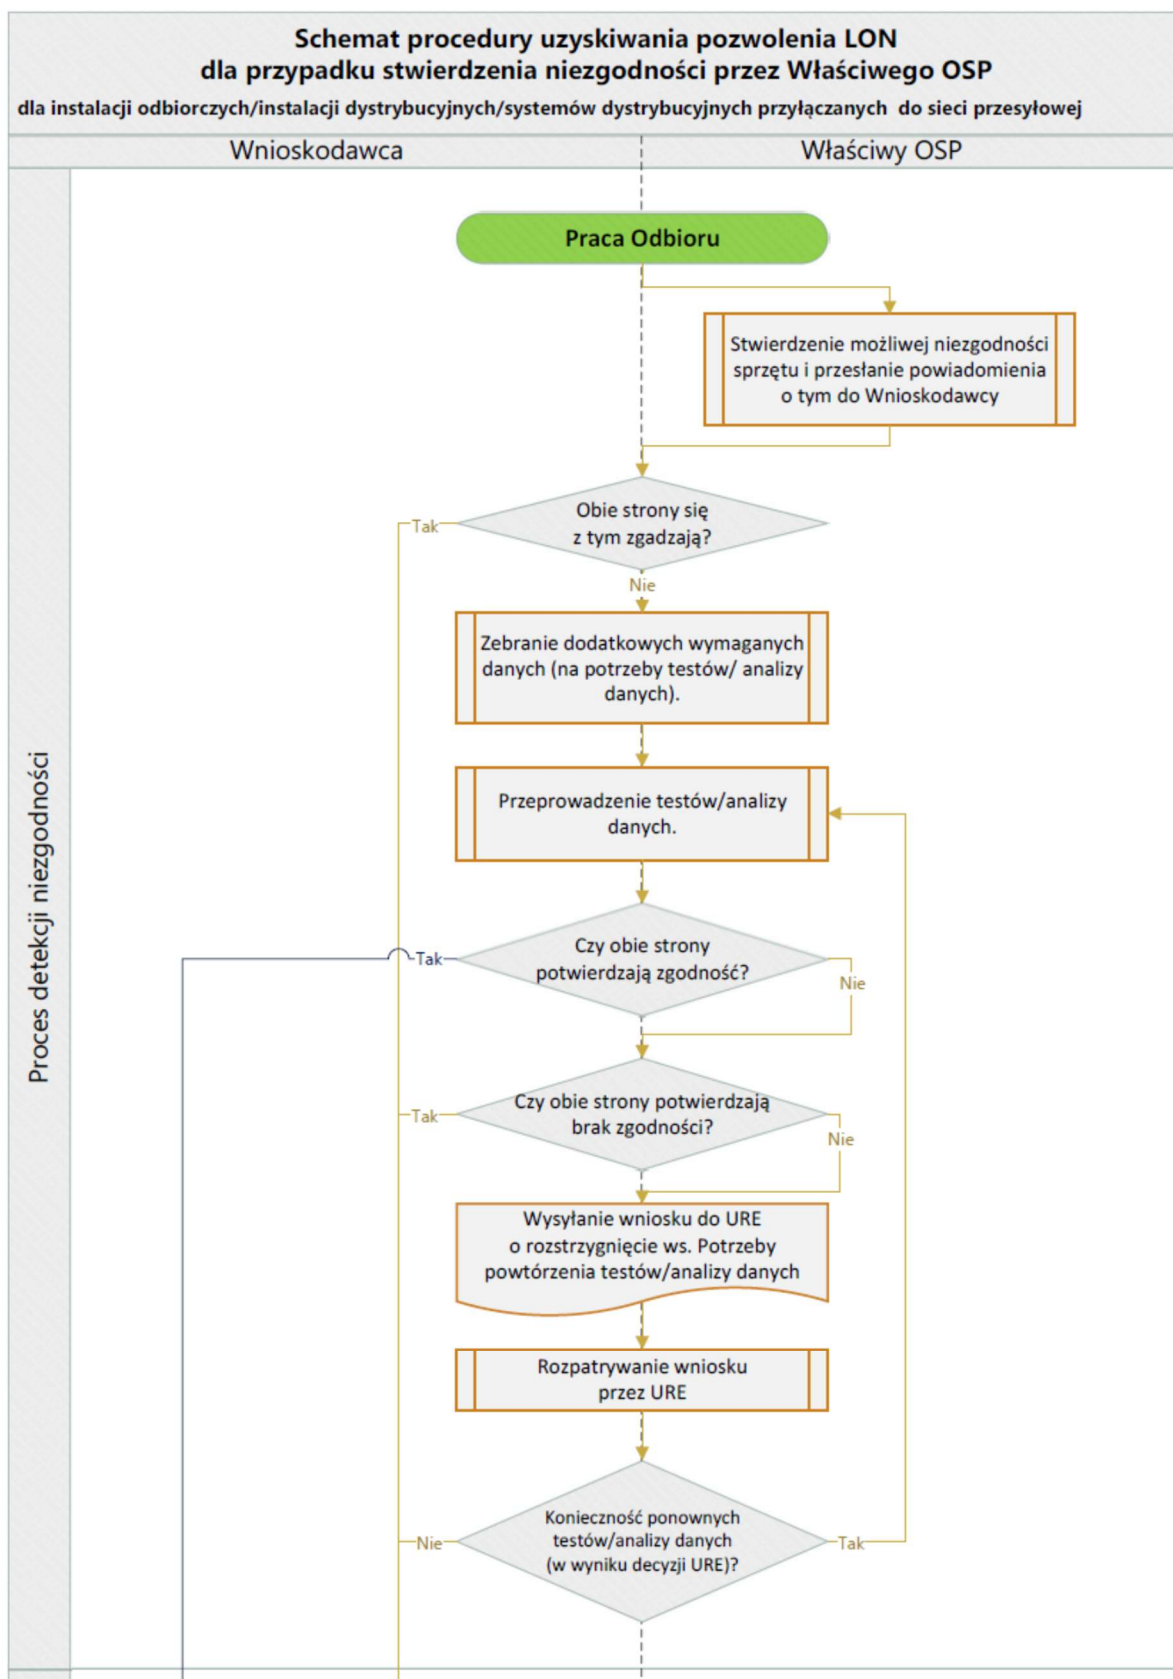 Schemat procedury uzyskiwania pozwolenia LON
dla przypadku stwierdzenia niezgodności przez Właściwego OSP
dla instalacji odbiorczych/instalacji dystrybucyjnych/systemów dystrybucyjnych przyłączanych do sieci przesyłowej
Wnioskodawca
Właściwy OSP
Proces detekcji niezgodności
Praca Odbioru
Stwierdzenie możliwej niezgodności
sprzętu i przesłanie powiadomienia
o tym do Wnioskodawcy
Obie strony się
z tym zgadzają?
Tak
Nie
Zebranie dodatkowych wymaganych
danych (na potrzeby testów/ analizy
danych).
Przeprowadzenie testów/analizy
danych.
Czy obie strony
potwierdzają zgodność?
Tak
Nie
Czy obie strony potwierdzają
brak zgodności?
Tak
Nie
Wysyłanie wniosku do URE
o rozstrzygnięcie ws. Potrzeby
powtórzenia testów/analizy danych
Rozpatrywanie wniosku
przez URE
Konieczność ponownych
testów/analizy danych
(w wyniku decyzji URE)?
Nie
Tak